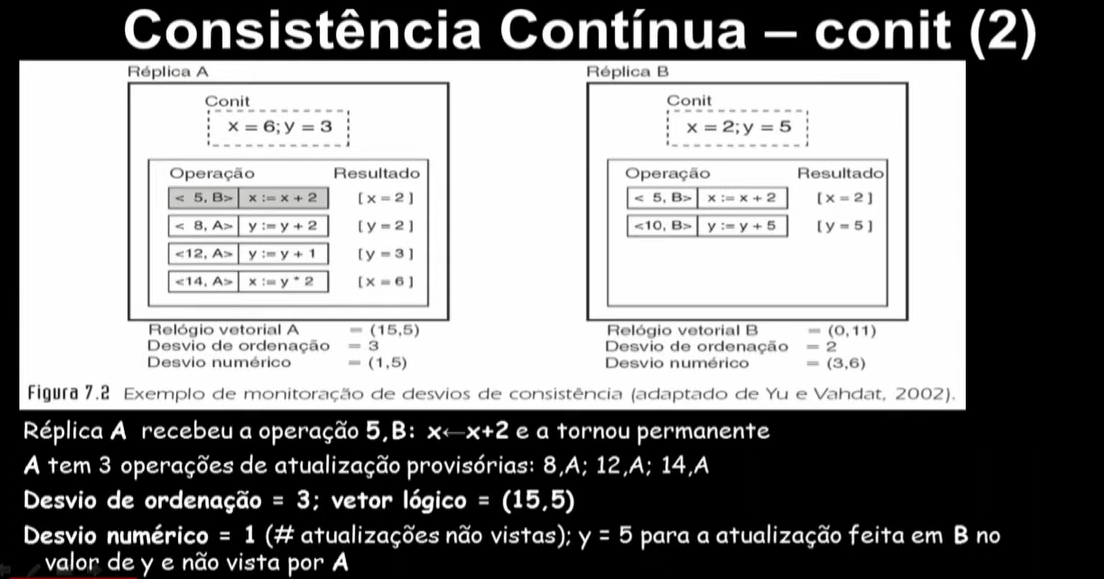 Consistência Contínua – conit (2)
Réplica A
Conit
x = 6; y = 3
Operação Resultado
< 5, B> x := x + 2 [ x = 2 ]
< 8, A> y := y + 2 [ y = 2 ]
<12, A> y := y + 1 [ y = 3 ]
<14, A> x := y * 2 [ x = 6 ]
Relógio vetorial A = (15,5)
Desvio de ordenação = 3
Desvio numérico = (1,5)
Réplica B
Conit
x = 2; y = 5
Operação Resultado
< 5, B> x := x + 2 [ x = 2 ]
<10, B> y := y + 5 [ y = 5 ]
Relógio vetorial B = (0,11)
Desvio de ordenação = 2
Desvio numérico = (3,6)
Figura 7.2 Exemplo de monitoração de desvios de consistência (adaptado de Yu e Vahdat, 2002).
Réplica A recebeu a operação 5,B: x←x+2 e a tornou permanente
A tem 3 operações de atualização provisórias: 8,A; 12,A; 14,A
Desvio de ordenação = 3; vetor lógico = (15,5)
Desvio numérico = 1 (# atualizações não vistas); y = 5 para a atualização feita em B no
valor de y e não vista por A